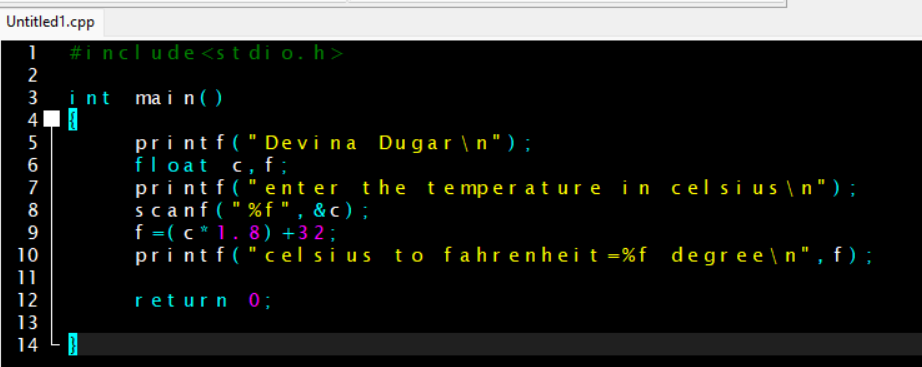 Untitled1.cpp
1 #include<stdio.h>
2
3 int main()
4 {
5 printf("Devina Dugar\n");
6 float c,f;
7 printf("enter the temperature in celsius\n");
8 scanf("%f",&c);
9 f=(c*1.8)+32;
10 printf("celsius to fahrenheit=%f degree\n",f);
11
12 return 0;
13
14 }